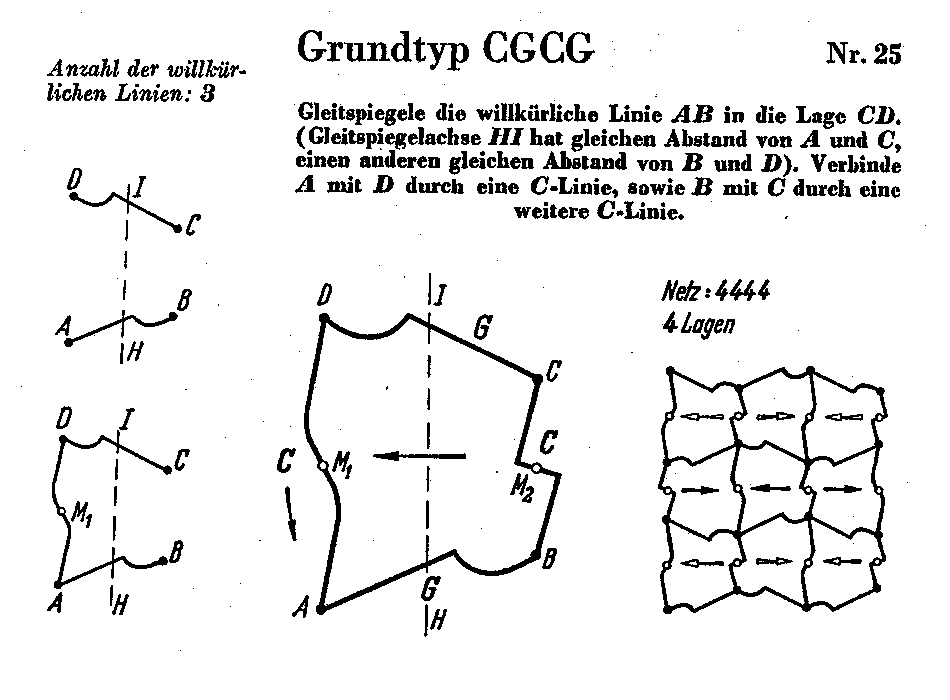 Grundtyp CGCG
Nr. 25
Anzahl der willkür-
lichen Linien: 3
Gleitspiegele die willkürliche Linie AB in die Lage CD.
(Gleitspiegelachse HI hat gleichen Abstand von A und C,
einen anderen gleichen Abstand von B und D). Verbinde
A mit D durch eine C-Linie, sowie B mit C durch eine
weitere C-Linie.
D I C
A B H
D I C
M1
A H B
D I G C
C M1 C M2
A G H B
Netz: 4444
4 Lagen